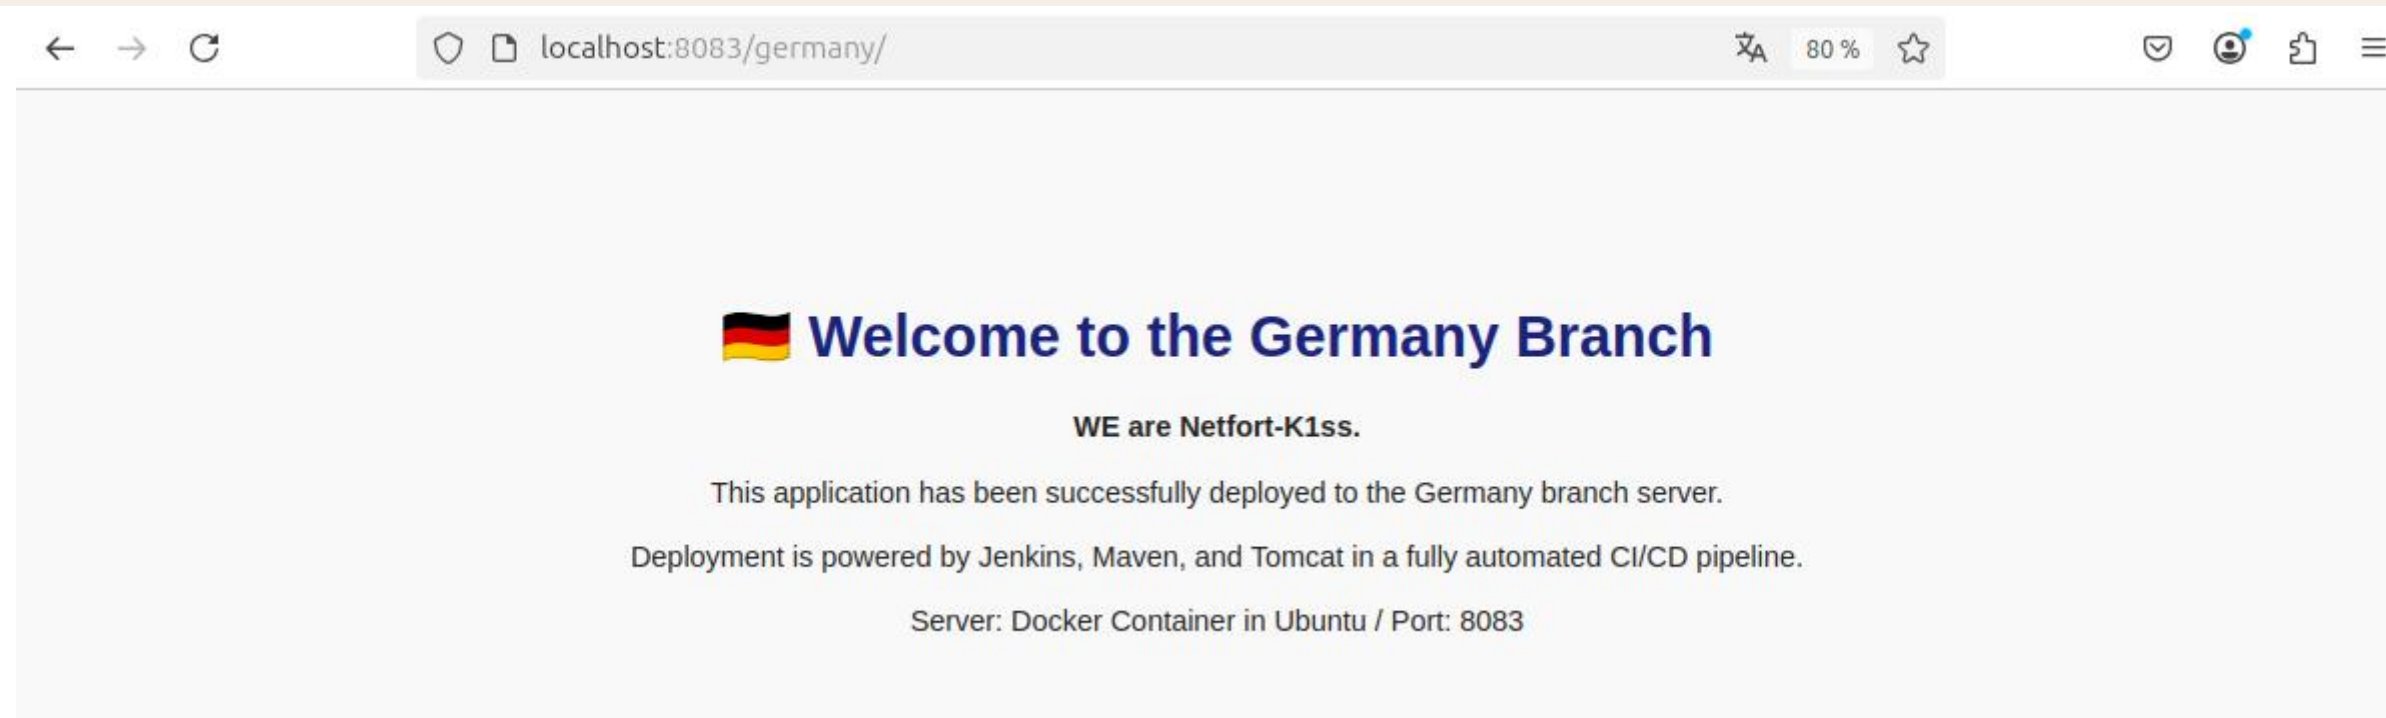 localhost:8083/germany/
80 %
🇩🇪 Welcome to the Germany Branch
WE are Netfort-K1ss.
This application has been successfully deployed to the Germany branch server.
Deployment is powered by Jenkins, Maven, and Tomcat in a fully automated CI/CD pipeline.
Server: Docker Container in Ubuntu / Port: 8083